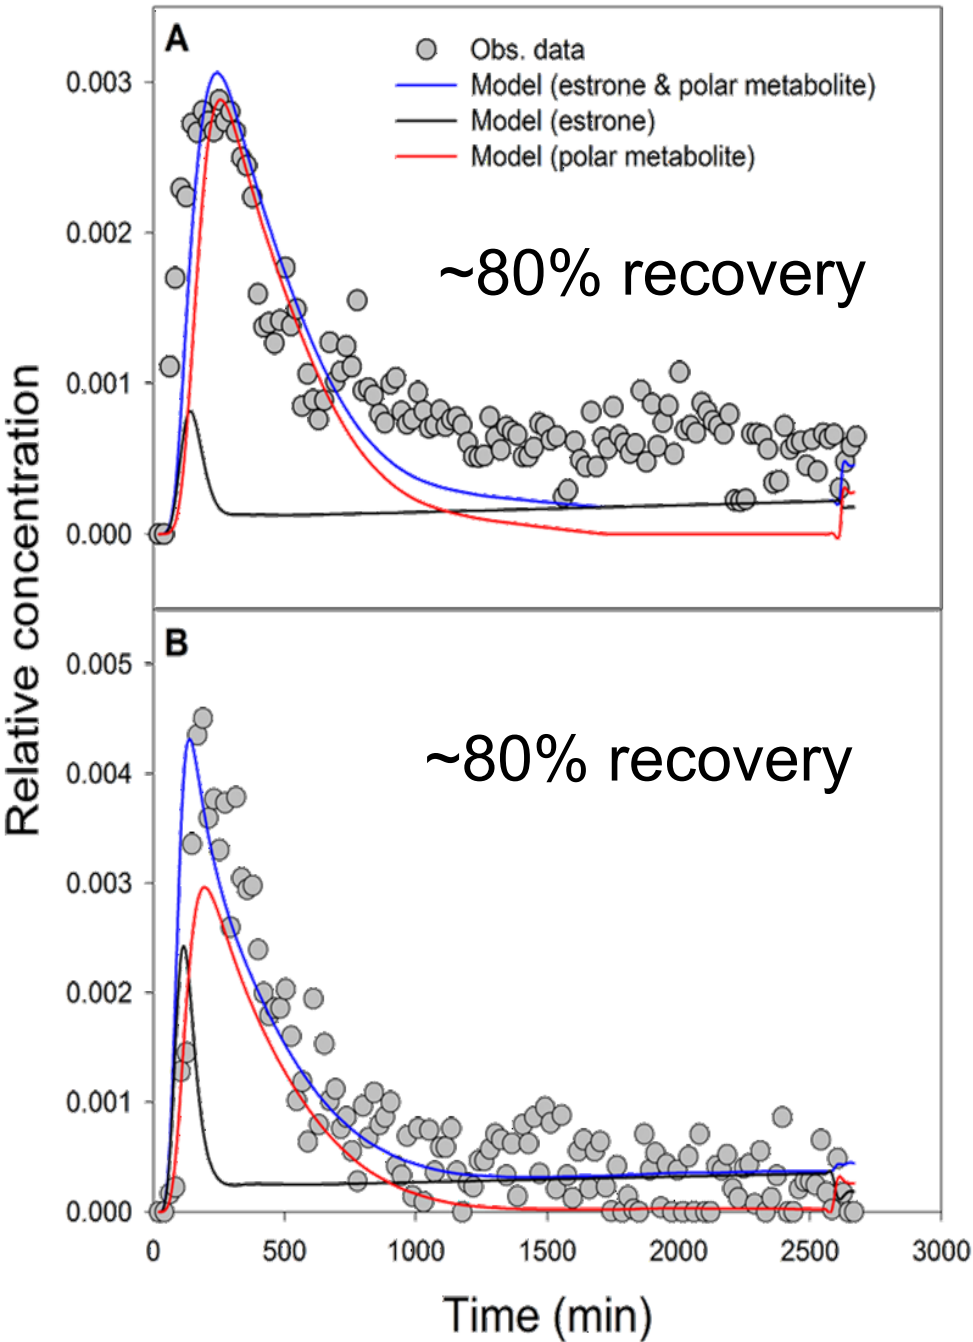 A
Obs. data
Model (estrone & polar metabolite)
Model (estrone)
Model (polar metabolite)
~80% recovery
0.003
0.002
0.001
0.000
Relative concentration
B
~80% recovery
0.005
0.004
0.003
0.002
0.001
0.000
0 500 1000 1500 2000 2500 3000
Time (min)